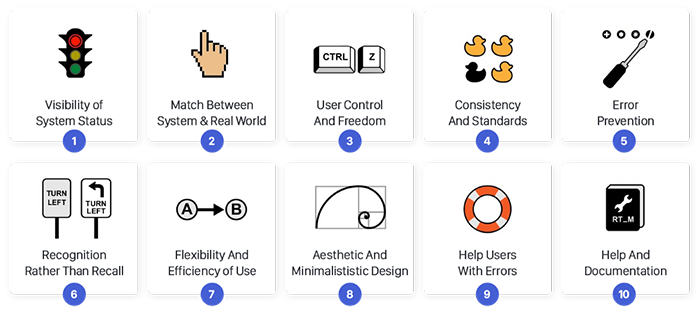 Visibility of
System Status
1
Match Between
System & Real World
2
CTRL
Z
User Control
And Freedom
3
Consistency
And Standards
4
Error
Prevention
5
TURN
LEFT
TURN
LEFT
Recognition
Rather Than Recall
6
A
B
Flexibility And
Efficiency of Use
7
Aesthetic And
Minimalististic Design
8
Help Users
With Errors
9
RT_M
Help And
Documentation
10